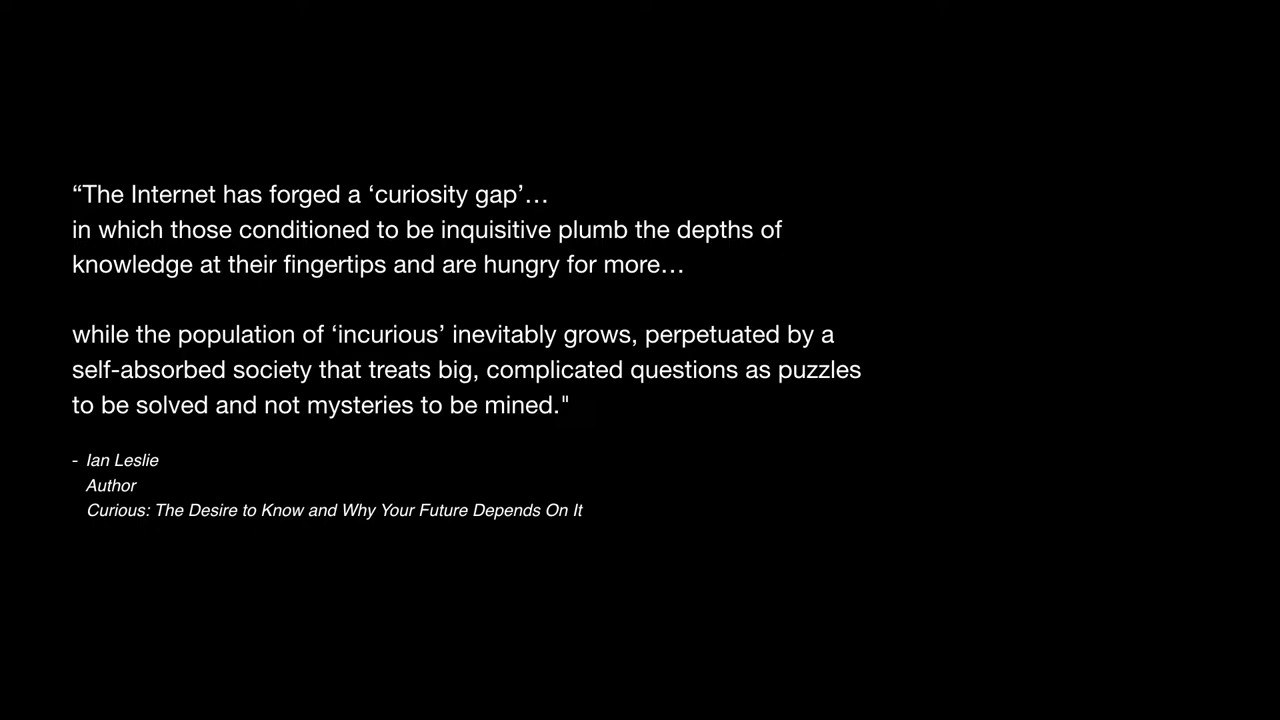 “The Internet has forged a ‘curiosity gap’…
in which those conditioned to be inquisitive plumb the depths of
knowledge at their fingertips and are hungry for more…
while the population of ‘incurious’ inevitably grows, perpetuated by a
self-absorbed society that treats big, complicated questions as puzzles
to be solved and not mysteries to be mined."
- Ian Leslie
Author
Curious: The Desire to Know and Why Your Future Depends On It